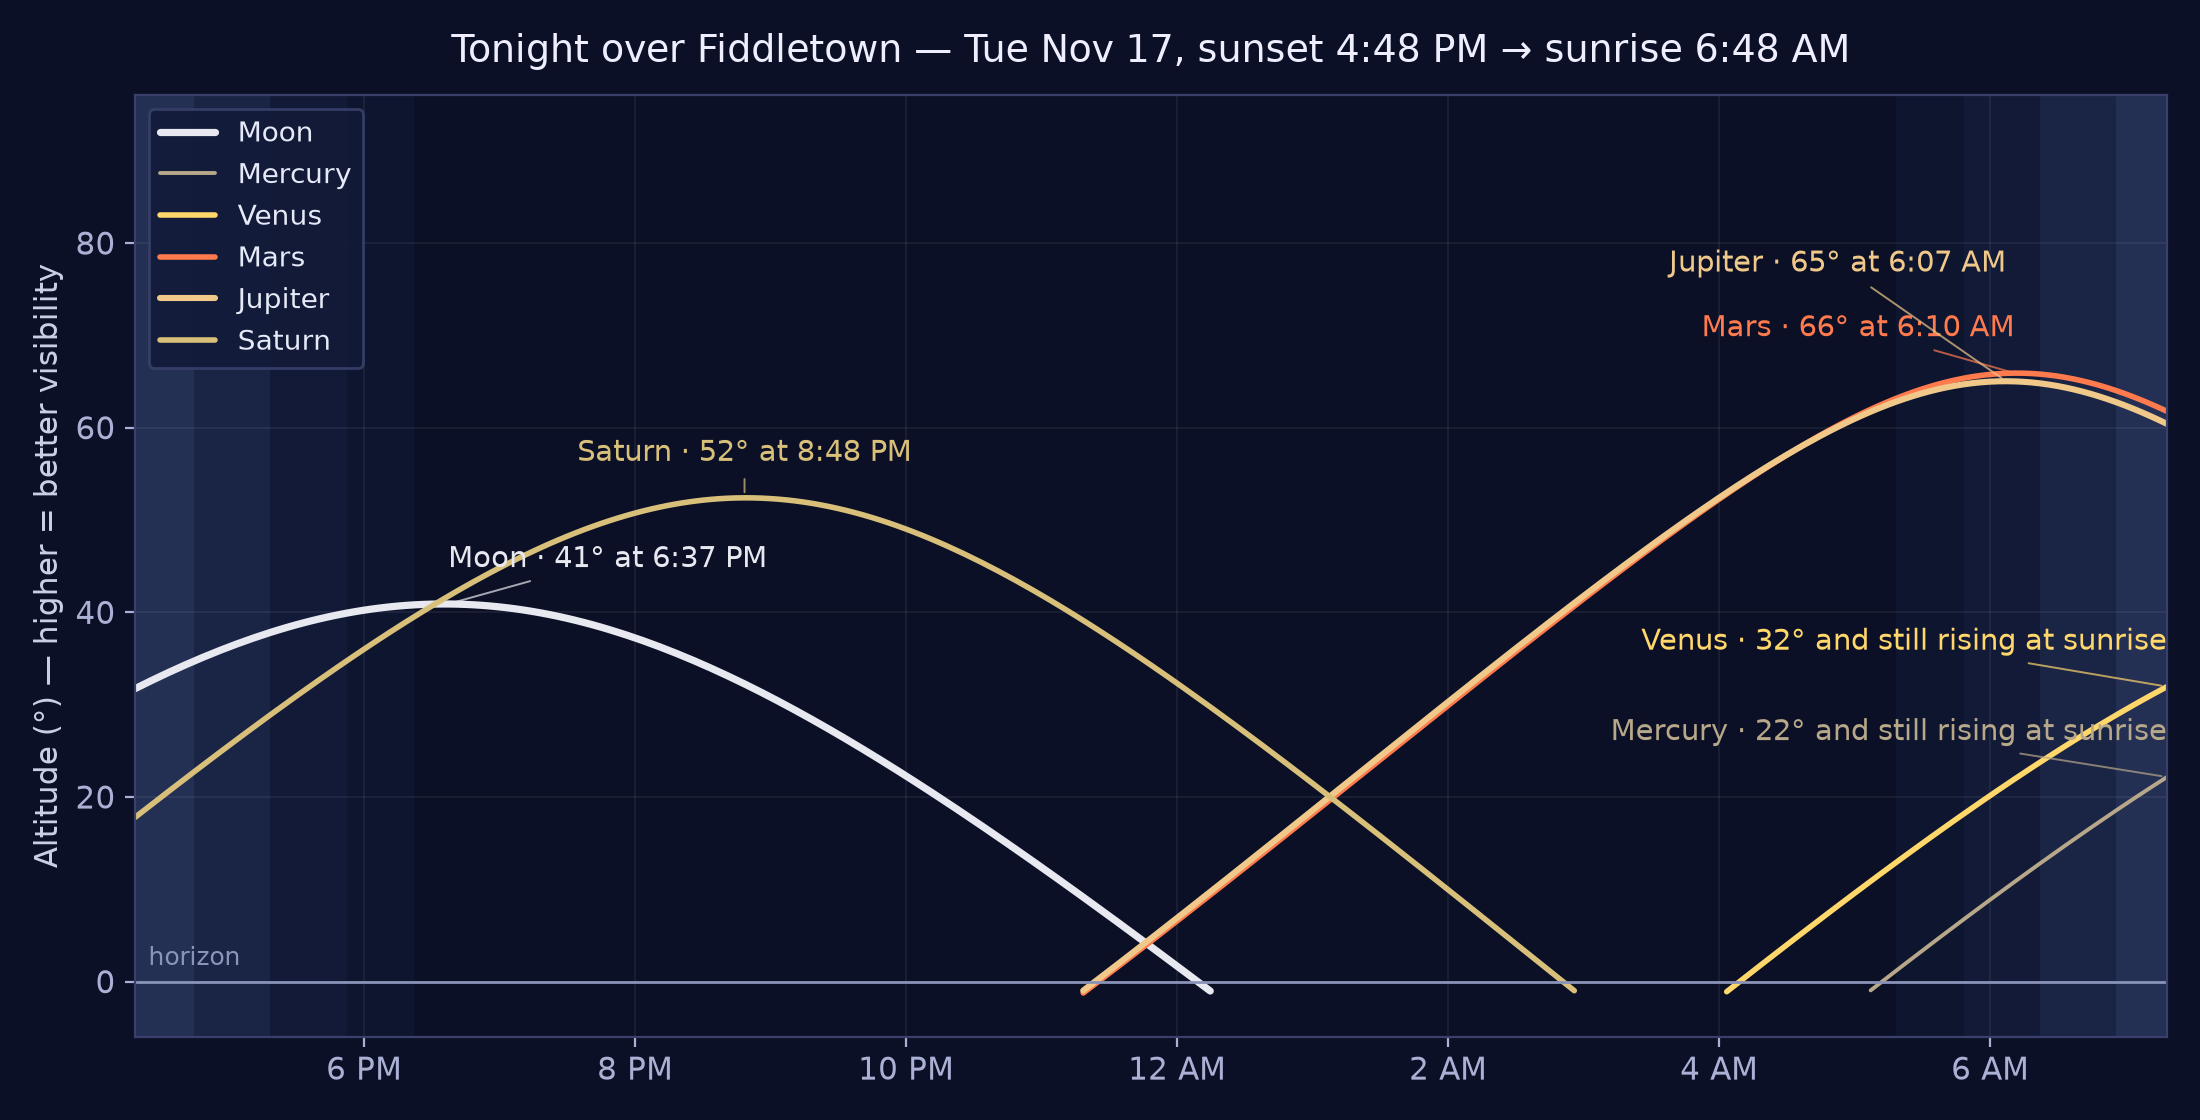 Tonight over Fiddletown — Tue Nov 17, sunset 4:48 PM → sunrise 6:48 AM
Moon
Mercury
Venus
Mars
Jupiter
Saturn
Altitude (°) — higher = better visibility
80
60
40
20
0
Jupiter · 65° at 6:07 AM
Mars · 66° at 6:10 AM
Saturn · 52° at 8:48 PM
Moon · 41° at 6:37 PM
Venus · 32° and still rising at sunrise
Mercury · 22° and still rising at sunrise
horizon
6 PM
8 PM
10 PM
12 AM
2 AM
4 AM
6 AM